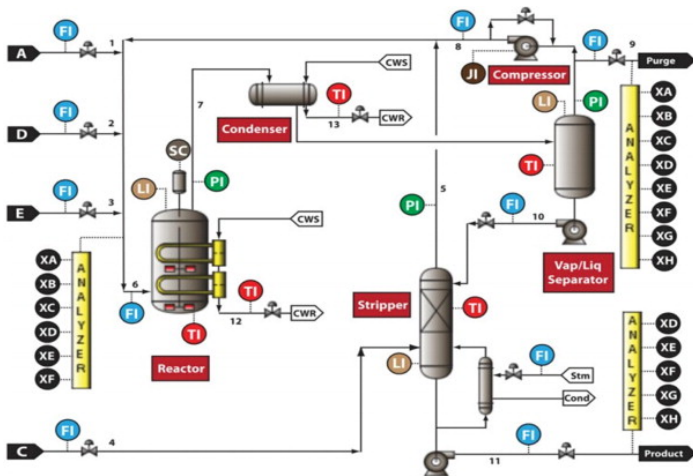 FI
1
A
FI
8
JI
Compressor
FI
9
Purge
CWS
TI
13
CWR
Condenser
7
LI
PI
TI
XA
XB
XC
XD
XE
XF
XG
XH
ANALYZER
FI
2
D
SC
LI
PI
FI
3
E
5
PI
FI
10
Vap/Liq
Separator
CWS
XA
XB
XC
XD
XE
XF
ANALYZER
6
FI
TI
TI
12
CWR
Reactor
Stripper
TI
LI
FI
Stm
Cond
XD
XE
XF
XG
XH
ANALYZER
FI
4
C
FI
11
Product